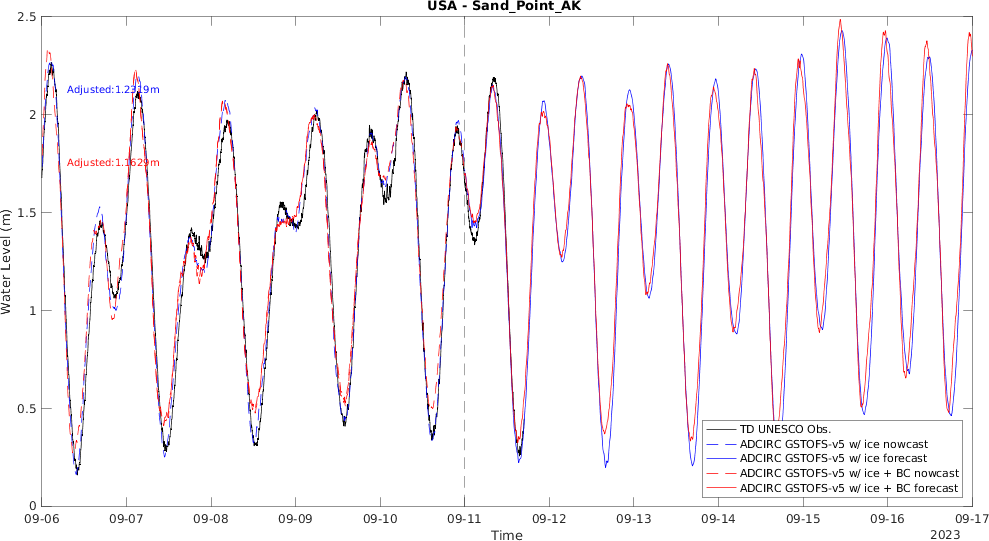 USA - Sand_Point_AK
2.5
2
1.5
1
0.5
0
Water Level (m)
Adjusted:1.2319m
Adjusted:1.1629m
TD UNESCO Obs.
ADCIRC GSTOFS-v5 w/ ice nowcast
ADCIRC GSTOFS-v5 w/ ice forecast
ADCIRC GSTOFS-v5 w/ ice + BC nowcast
ADCIRC GSTOFS-v5 w/ ice + BC forecast
09-06 09-07 09-08 09-09 09-10 09-11 09-12 09-13 09-14 09-15 09-16 09-17
Time
2023